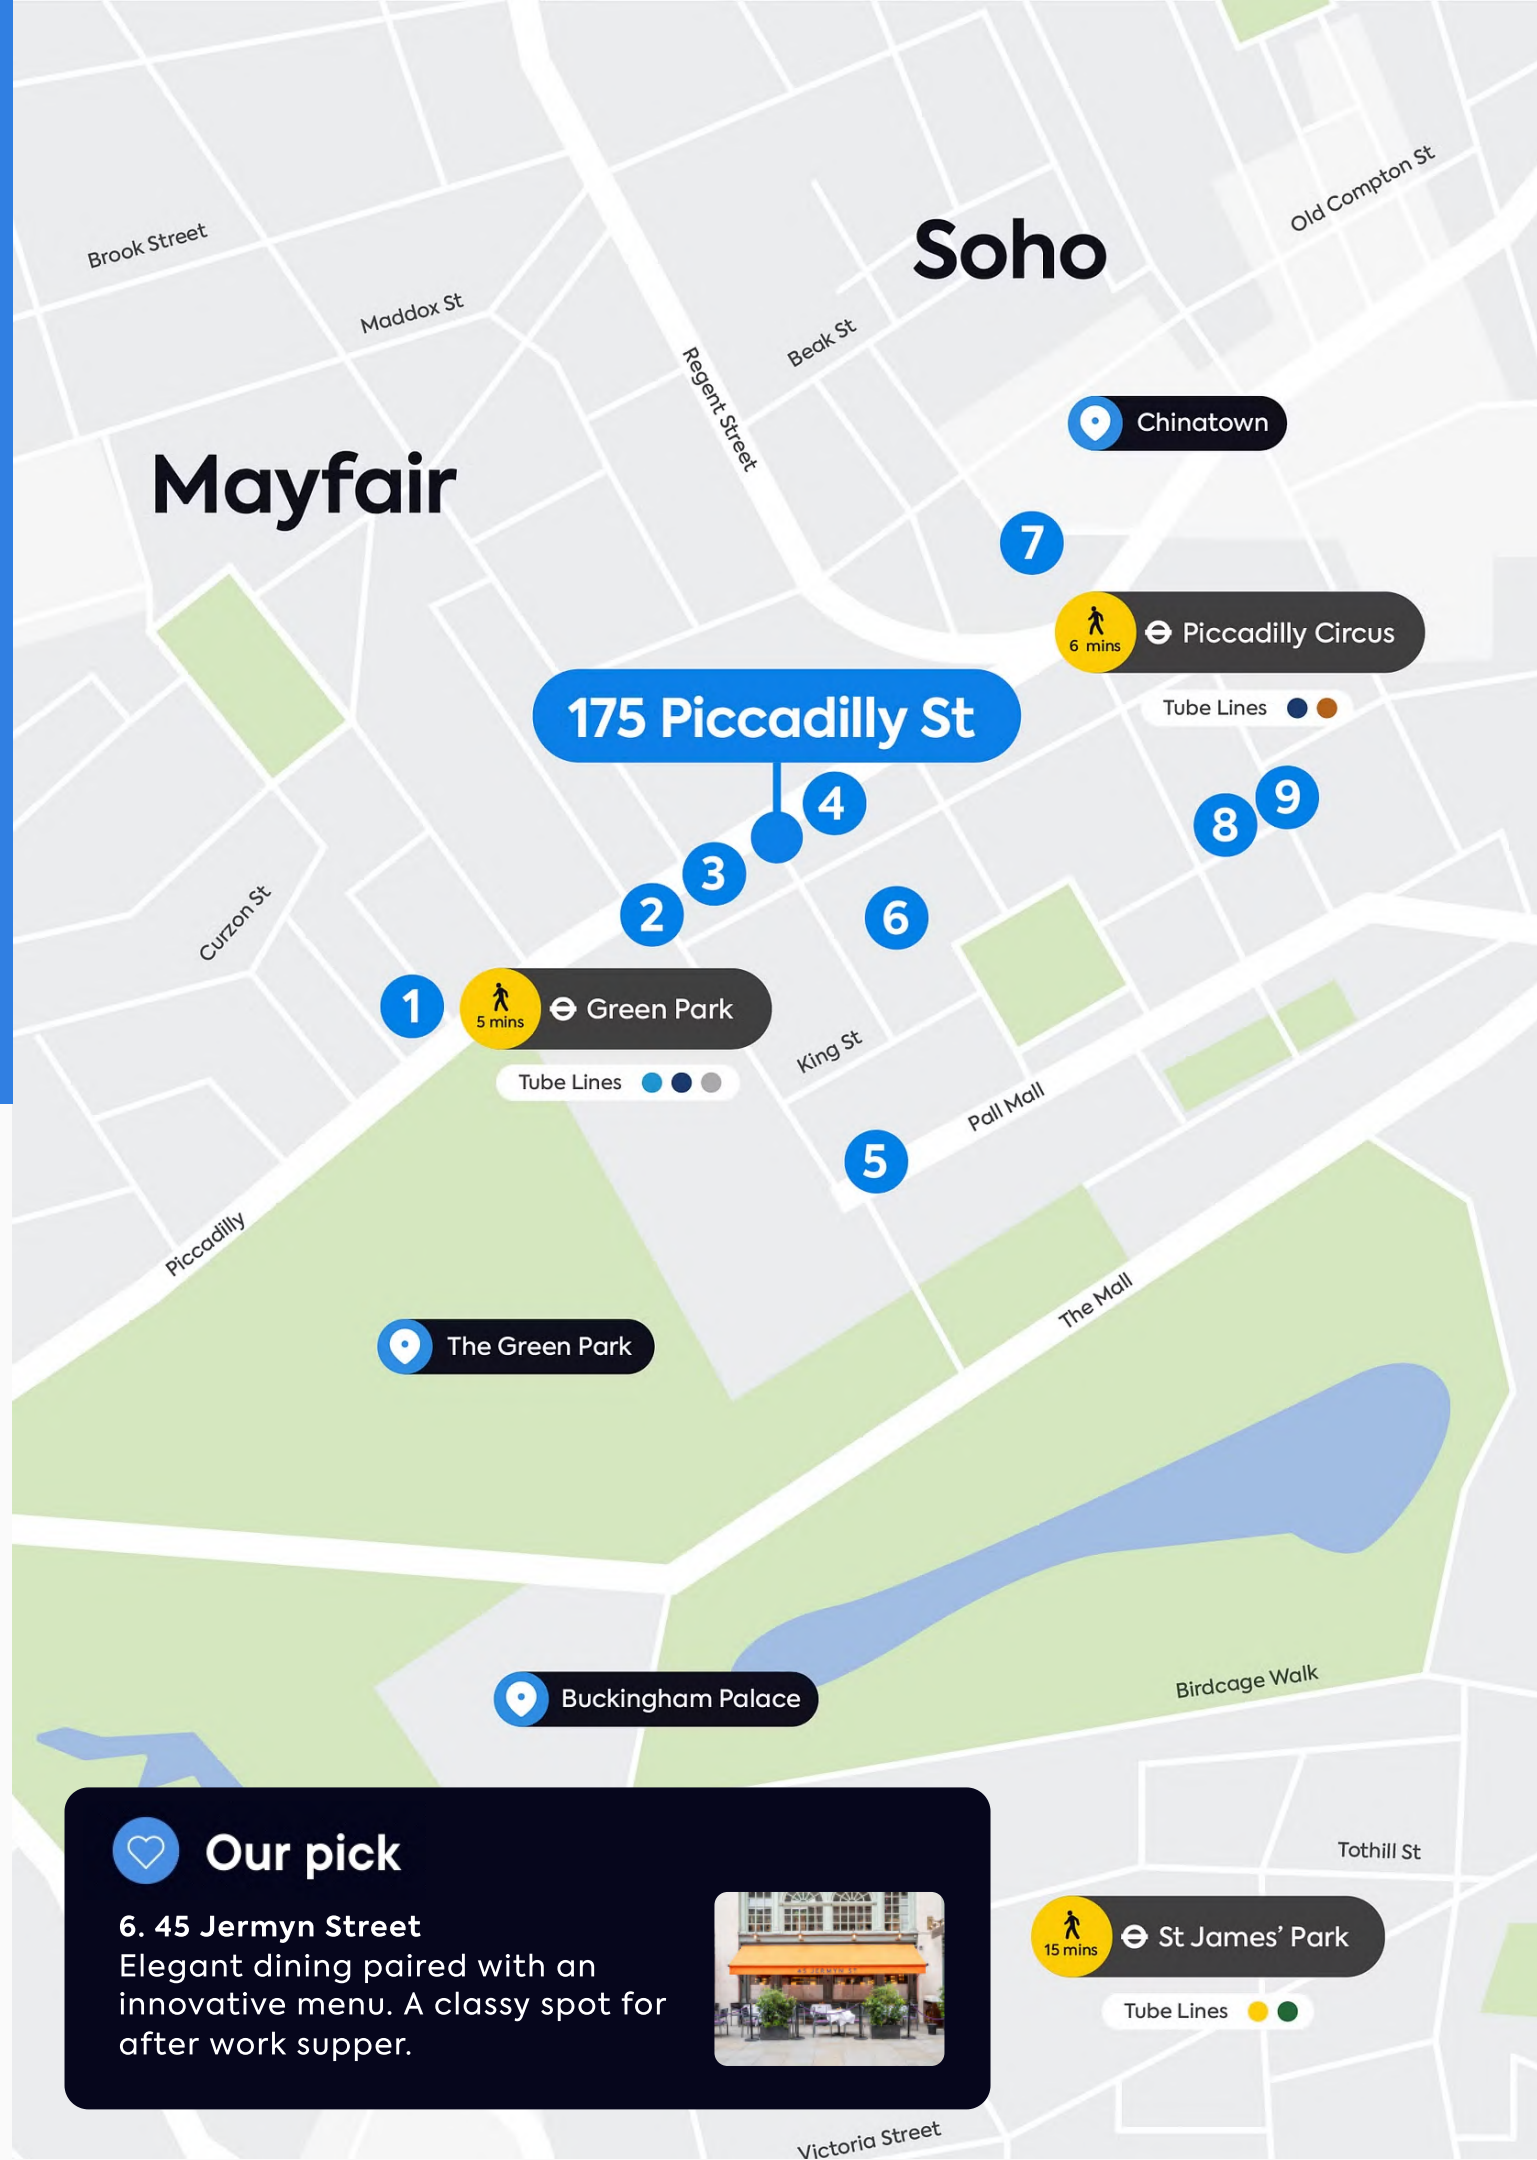 Old Compton St
Soho
Brook Street
Maddox St
Beak St
Regent Street
Chinatown
Mayfair
7
6 mins
Piccadilly Circus
175 Piccadilly St
Tube Lines
4
9
8
3
2
6
Curzon St
1
5 mins
Green Park
King St
Tube Lines
Pall Mall
5
Piccadilly
The Mall
The Green Park
Birdcage Walk
Buckingham Palace
Our pick
Tothill St
6. 45 Jermyn Street
Elegant dining paired with an
innovative menu. A classy spot for
after work supper.
45 JERMYN ST
15 mins
St James’ Park
Tube Lines
Victoria Street